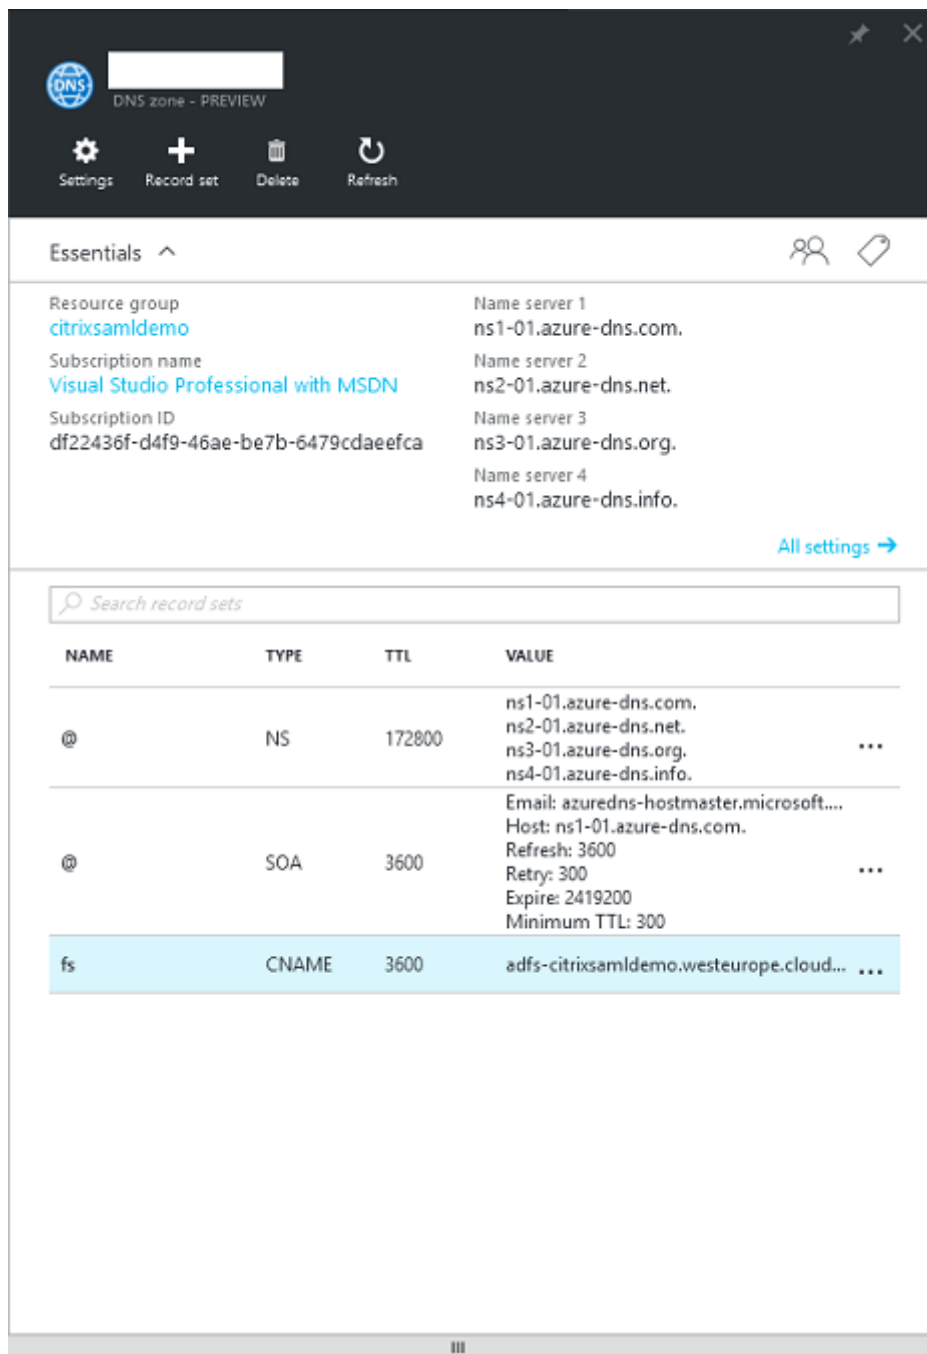 DNS
DNS zone - PREVIEW
Settings
Record set
Delete
Refresh
Essentials
Resource group
citrixsamldemo
Subscription name
Visual Studio Professional with MSDN
Subscription ID
df22436f-d4f9-46ae-be7b-6479cdaeefca
Name server 1
ns1-01.azure-dns.com.
Name server 2
ns2-01.azure-dns.net.
Name server 3
ns3-01.azure-dns.org.
Name server 4
ns4-01.azure-dns.info.
All settings
Search record sets
NAME TYPE TTL VALUE
@ NS 172800 ns1-01.azure-dns.com.
ns2-01.azure-dns.net.
ns3-01.azure-dns.org.
ns4-01.azure-dns.info.
...
@ SOA 3600 Email: azuredns-hostmaster.microsoft....
Host: ns1-01.azure-dns.com.
Refresh: 3600
Retry: 300
Expire: 2419200
Minimum TTL: 300
...
fs CNAME 3600 adfs-citrixsamldemo.westeurope.cloud... ...